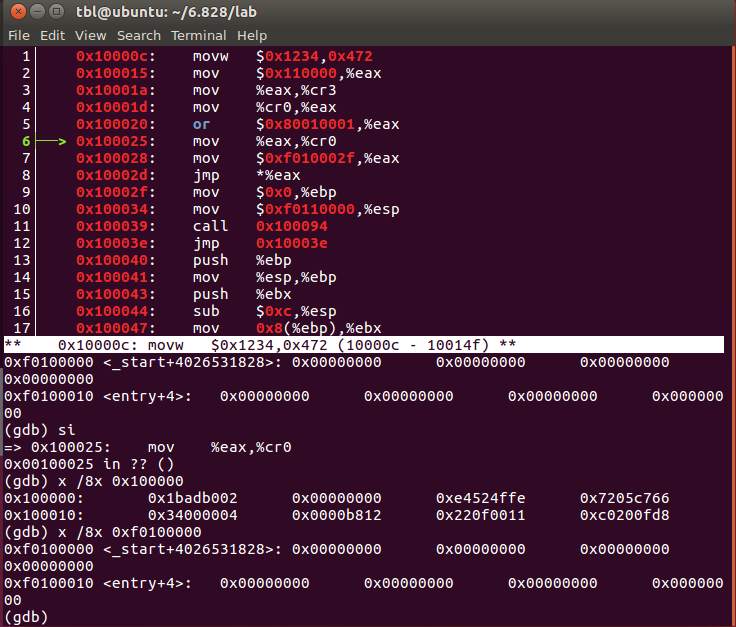 tbl@ubuntu: ~/6.828/lab
File Edit View Search Terminal Help
1 0x10000c: movw $0x1234,0x472
2 0x100015: mov $0x110000,%eax
3 0x10001a: mov %eax,%cr3
4 0x10001d: mov %cr0,%eax
5 0x100020: or $0x80010001,%eax
6——> 0x100025: mov %eax,%cr0
7 0x100028: mov $0xf010002f,%eax
8 0x10002d: jmp *%eax
9 0x10002f: mov $0x0,%ebp
10 0x100034: mov $0xf0110000,%esp
11 0x100039: call 0x100094
12 0x10003e: jmp 0x10003e
13 0x100040: push %ebp
14 0x100041: mov %esp,%ebp
15 0x100043: push %ebx
16 0x100044: sub $0xc,%esp
17 0x100047: mov 0x8(%ebp),%ebx
** 0x10000c: movw $0x1234,0x472 (10000c - 10014f) **
0xf0100000 <_start+4026531828>: 0x00000000 0x00000000 0x00000000
0x00000000
0xf0100010 <entry+4>: 0x00000000 0x00000000 0x00000000 0x000000
00
(gdb) si
=> 0x100025: mov %eax,%cr0
0x00100025 in ?? ()
(gdb) x /8x 0x100000
0x100000: 0x1badb002 0x00000000 0xe4524ffe 0x7205c766
0x100010: 0x34000004 0x0000b812 0x220f0011 0xc0200fd8
(gdb) x /8x 0xf0100000
0xf0100000 <_start+4026531828>: 0x00000000 0x00000000 0x00000000
0x00000000
0xf0100010 <entry+4>: 0x00000000 0x00000000 0x00000000 0x000000
00
(gdb)